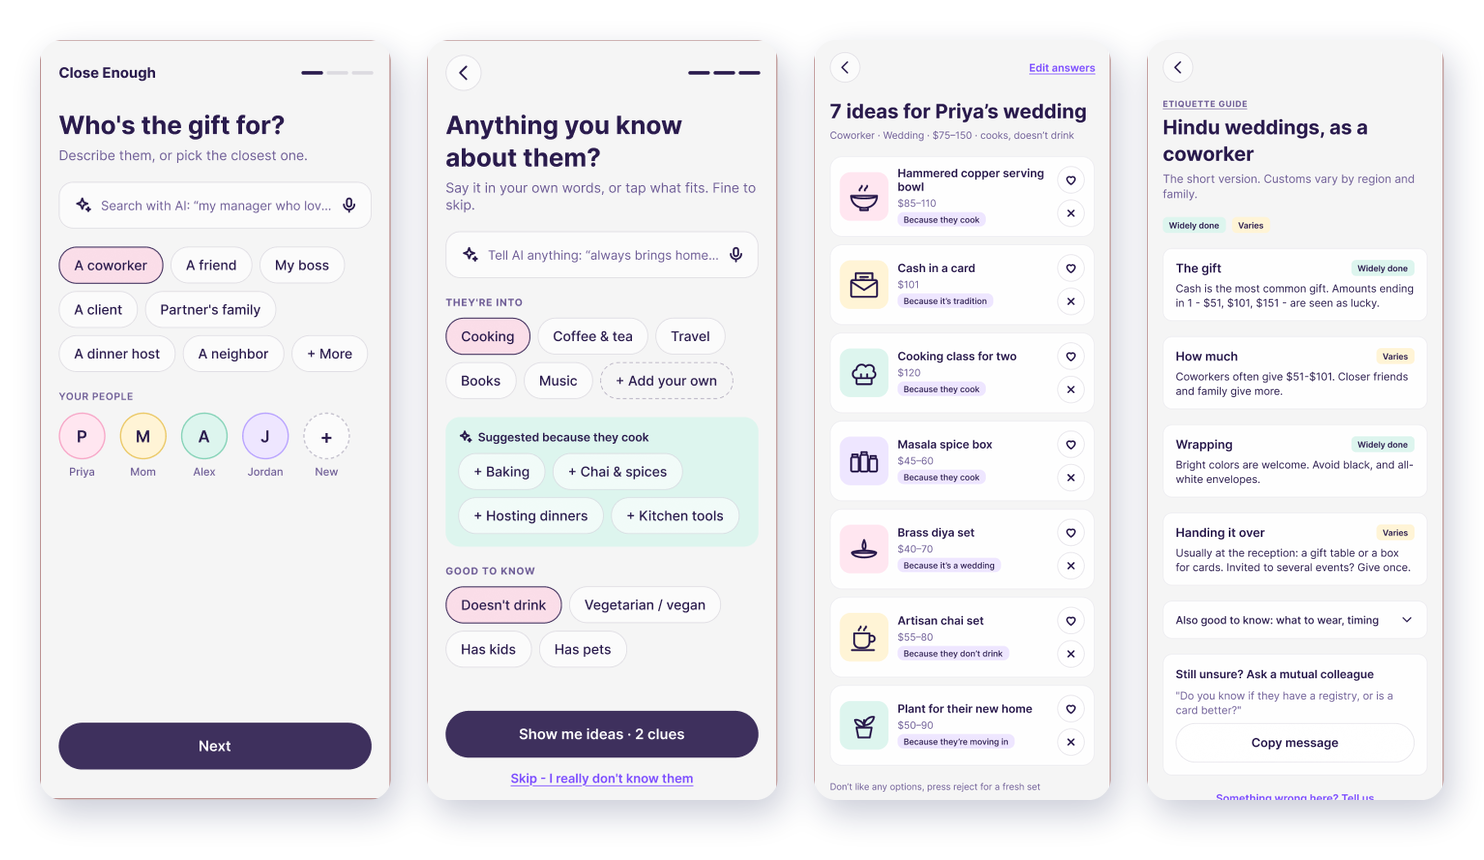 Close Enough
Who's the gift for?
Describe them, or pick the closest one.
Search with AI: “my manager who lov...
A coworker
A friend
My boss
A client
Partner's family
A dinner host
A neighbor
+ More
YOUR PEOPLE
P
M
A
J
+
Priya
Mom
Alex
Jordan
New
Next
Anything you know
about them?
Say it in your own words, or tap what fits. Fine to
skip.
Tell AI anything: “always brings home...
THEY'RE INTO
Cooking
Coffee & tea
Travel
Books
Music
+ Add your own
Suggested because they cook
+ Baking
+ Chai & spices
+ Hosting dinners
+ Kitchen tools
GOOD TO KNOW
Doesn't drink
Vegetarian / vegan
Has kids
Has pets
Show me ideas · 2 clues
Skip - I really don't know them
Edit answers
7 ideas for Priya’s wedding
Coworker · Wedding · $75–150 · cooks, doesn’t drink
Hammered copper serving
bowl
$85–110
Because they cook
Cash in a card
$101
Because it’s tradition
Cooking class for two
$120
Because they cook
Masala spice box
$45–60
Because they cook
Brass diya set
$40–70
Because it’s a wedding
Artisan chai set
$55–80
Because they don’t drink
Plant for their new home
$50–90
Because they’re moving in
Don’t like any options, press reject for a fresh set
ETIQUETTE GUIDE
Hindu weddings, as a
coworker
The short version. Customs vary by region and
family.
Widely done
Varies
The gift
Widely done
Cash is the most common gift. Amounts ending
in 1 - $51, $101, $151 - are seen as lucky.
How much
Varies
Coworkers often give $51-$101. Closer friends
and family give more.
Wrapping
Widely done
Bright colors are welcome. Avoid black, and all-
white envelopes.
Handing it over
Varies
Usually at the reception: a gift table or a box
for cards. Invited to several events? Give once.
Also good to know: what to wear, timing
Still unsure? Ask a mutual colleague
"Do you know if they have a registry, or is a
card better?"
Copy message
Something wrong here? Tell us